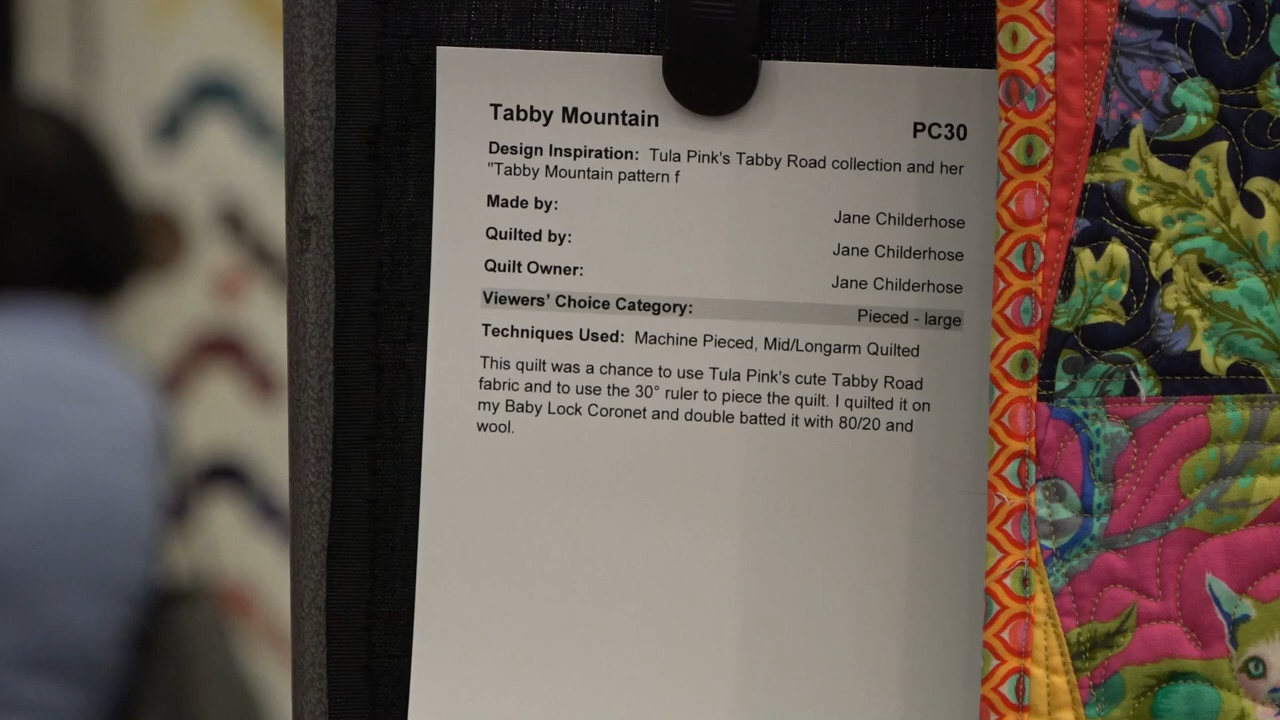 Tabby Mountain
PC30
Design Inspiration: Tula Pink's Tabby Road collection and her
"Tabby Mountain pattern f
Made by: Jane Childerhose
Quilted by: Jane Childerhose
Quilt Owner: Jane Childerhose
Viewers' Choice Category: Pieced - large
Techniques Used: Machine Pieced, Mid/Longarm Quilted
This quilt was a chance to use Tula Pink's cute Tabby Road
fabric and to use the 30° ruler to piece the quilt. I quilted it on
my Baby Lock Coronet and double batted it with 80/20 and
wool.